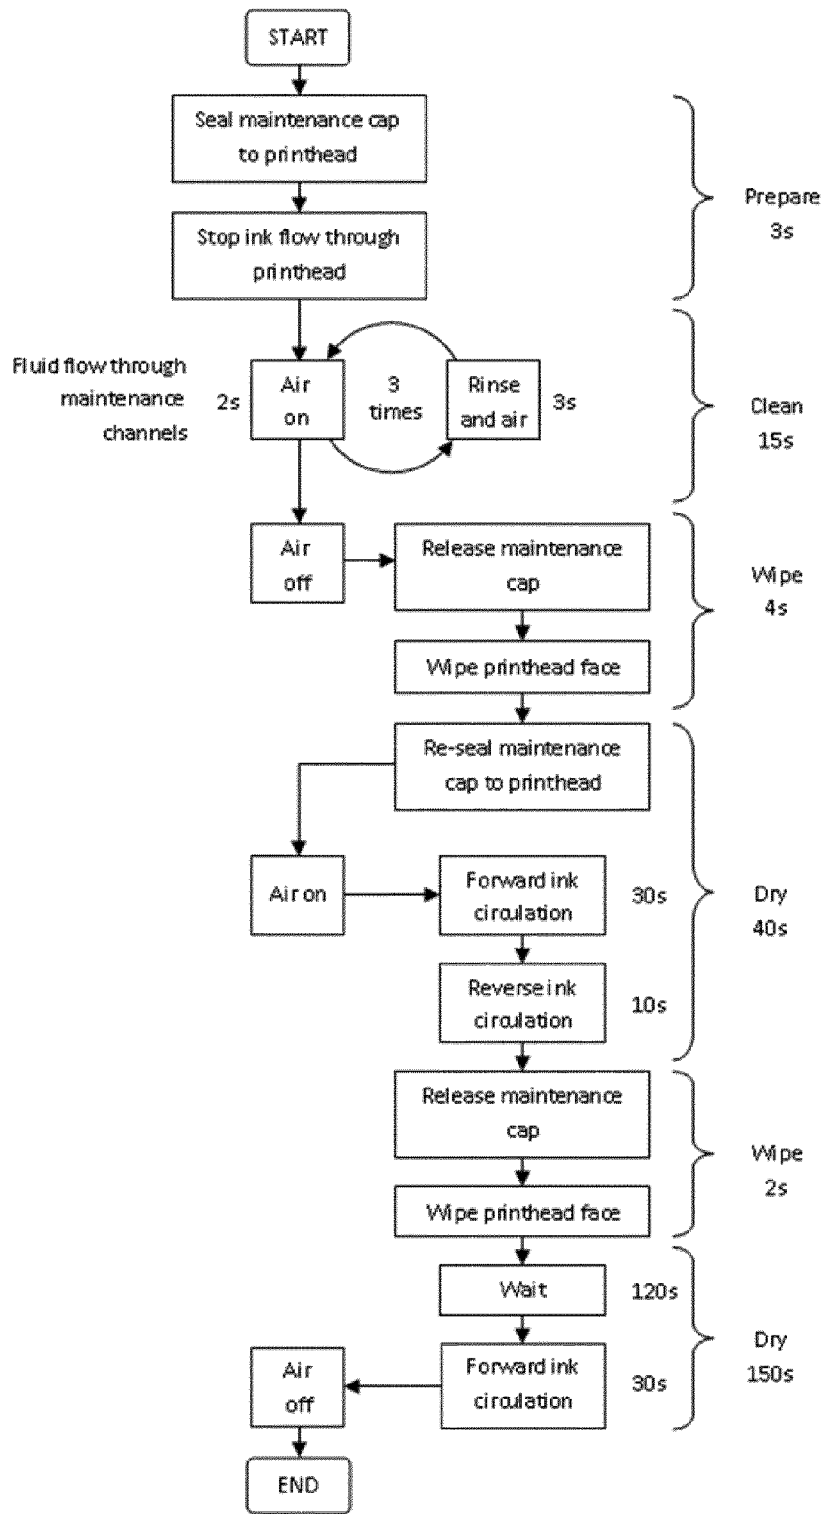 START
Seal maintenance cap
to printhead
Stop ink flow through
printhead
Prepare
3s
Fluid flow through
maintenance
channels
2s
Air
on
3
times
Rinse
and air
3s
Clean
15s
Air
off
Release maintenance
cap
Wipe printhead face
Wipe
4s
Re-seal maintenance
cap to printhead
Air on
Forward ink
circulation
30s
Reverse ink
circulation
10s
Dry
40s
Release maintenance
cap
Wipe printhead face
Wipe
2s
Wait
120s
Forward ink
circulation
30s
Dry
150s
Air
off
END